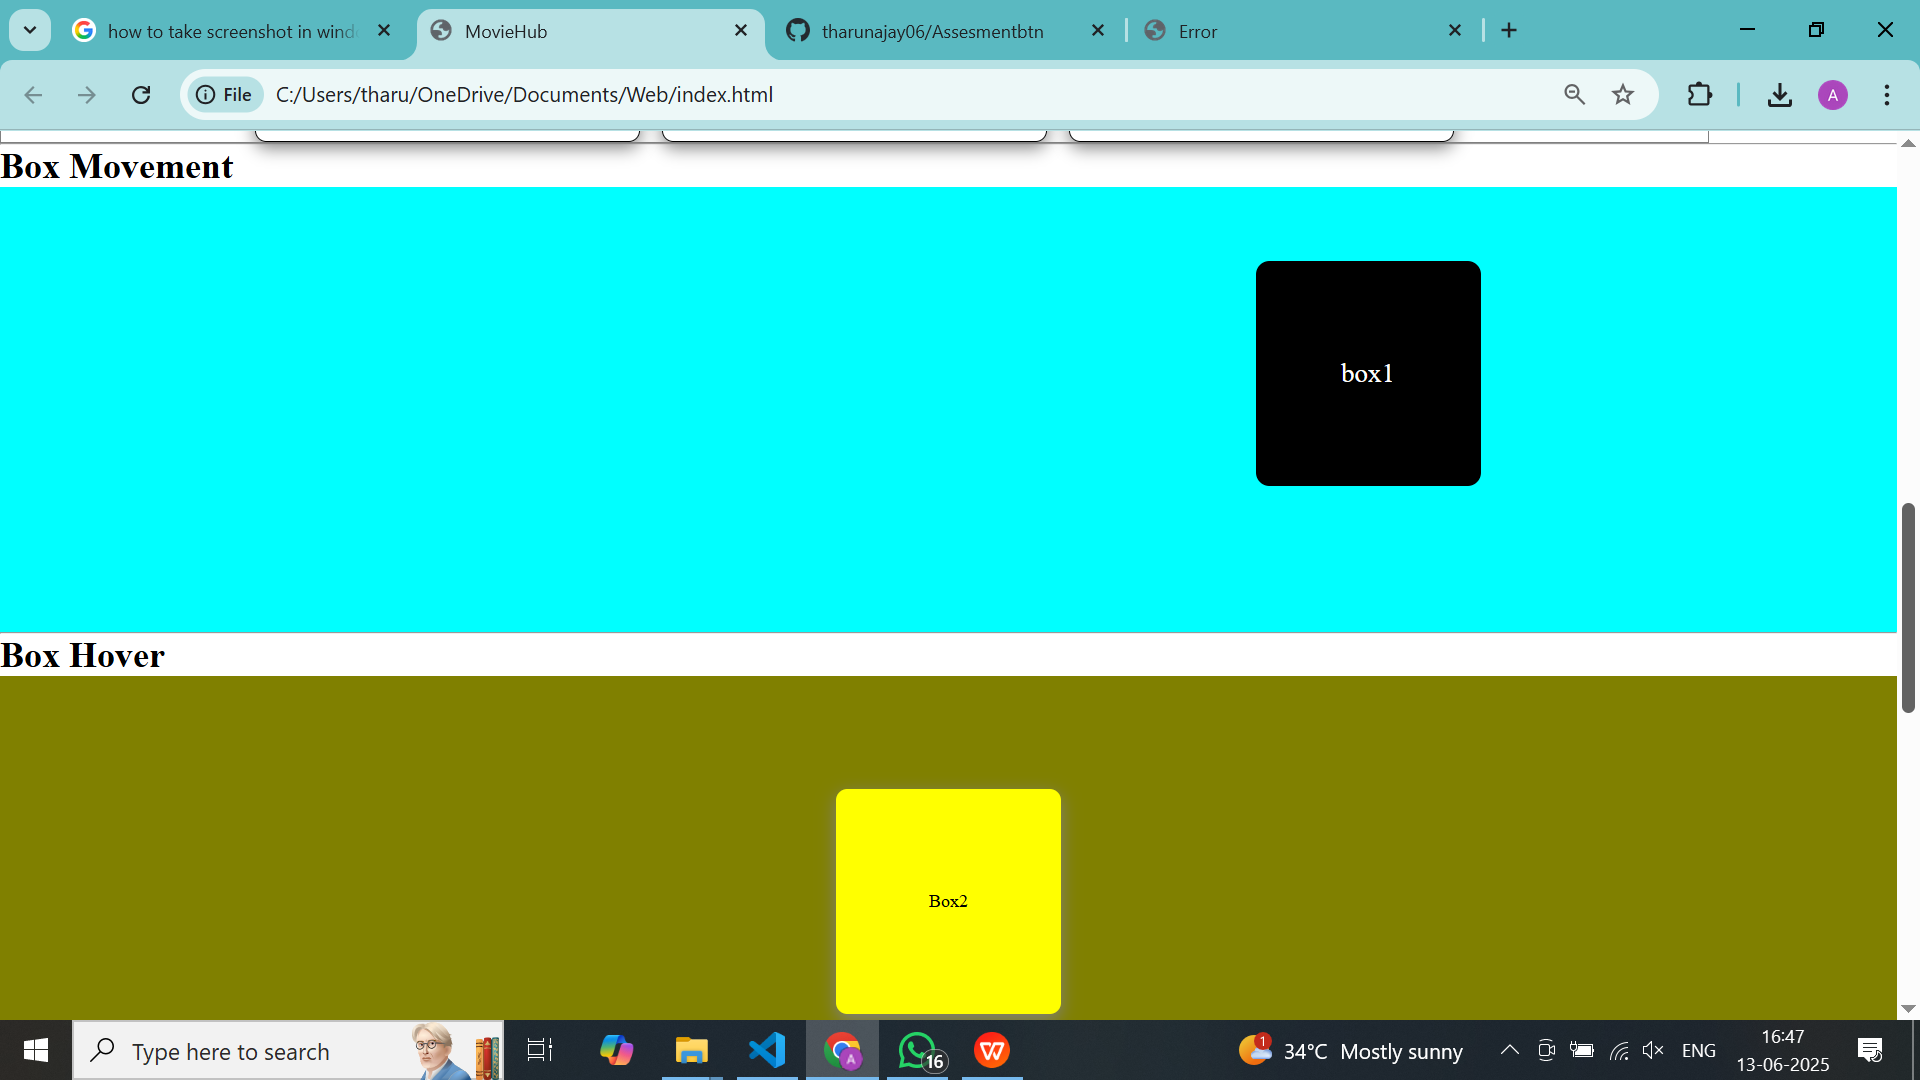 how to take screenshot in wind
MovieHub
tharunajay06/Assesmentbtn
Error
File
C:/Users/tharu/OneDrive/Documents/Web/index.html
A
Box Movement
box1
Box Hover
Box2
Type here to search
A
16
W
1
34°C Mostly sunny
ENG
16:47
13-06-2025